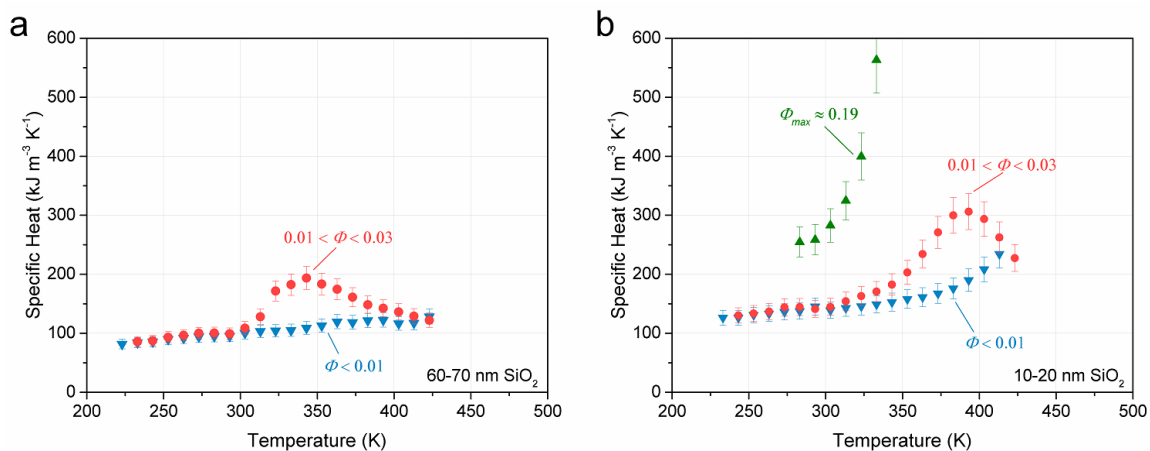 a
600
500
400
300
200
100
0
Specific Heat (kJ m⁻³ K⁻¹)
0.01 < Φ < 0.03
Φ < 0.01
60-70 nm SiO₂
200 250 300 350 400 450 500
Temperature (K)
b
600
500
400
300
200
100
0
Specific Heat (kJ m⁻³ K⁻¹)
Φmax ≈ 0.19
0.01 < Φ < 0.03
Φ < 0.01
10-20 nm SiO₂
200 250 300 350 400 450 500
Temperature (K)